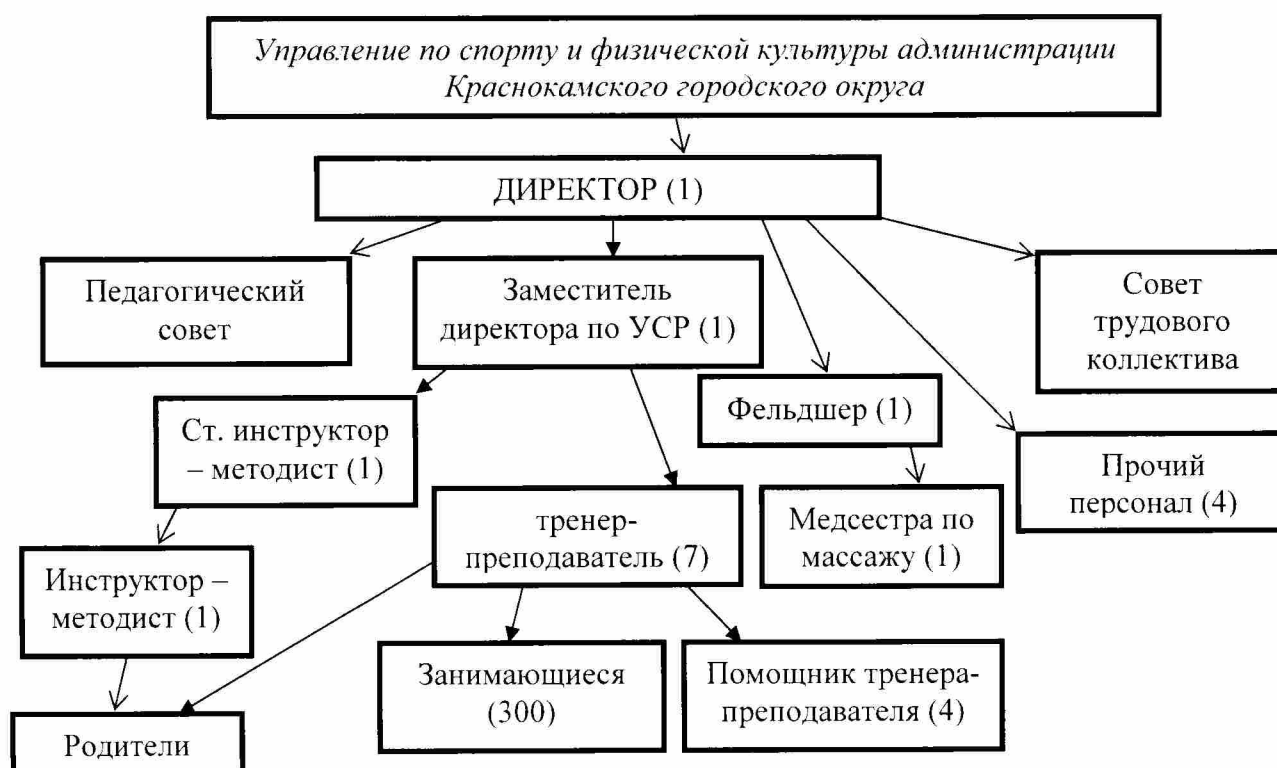 Управление по спорту и физической культуры администрации
Краснокамского городского округа
ДИРЕКТОР (1)
Педагогический
совет
Заместитель
директора по УСР (1)
Совет
трудового
коллектива
Фельдшер (1)
Ст. инструктор
– методист (1)
Прочий
персонал (4)
тренер-
преподаватель (7)
Медсестра по
массажу (1)
Инструктор –
методист (1)
Занимающиеся
(300)
Помощник тренера-
преподавателя (4)
Родители